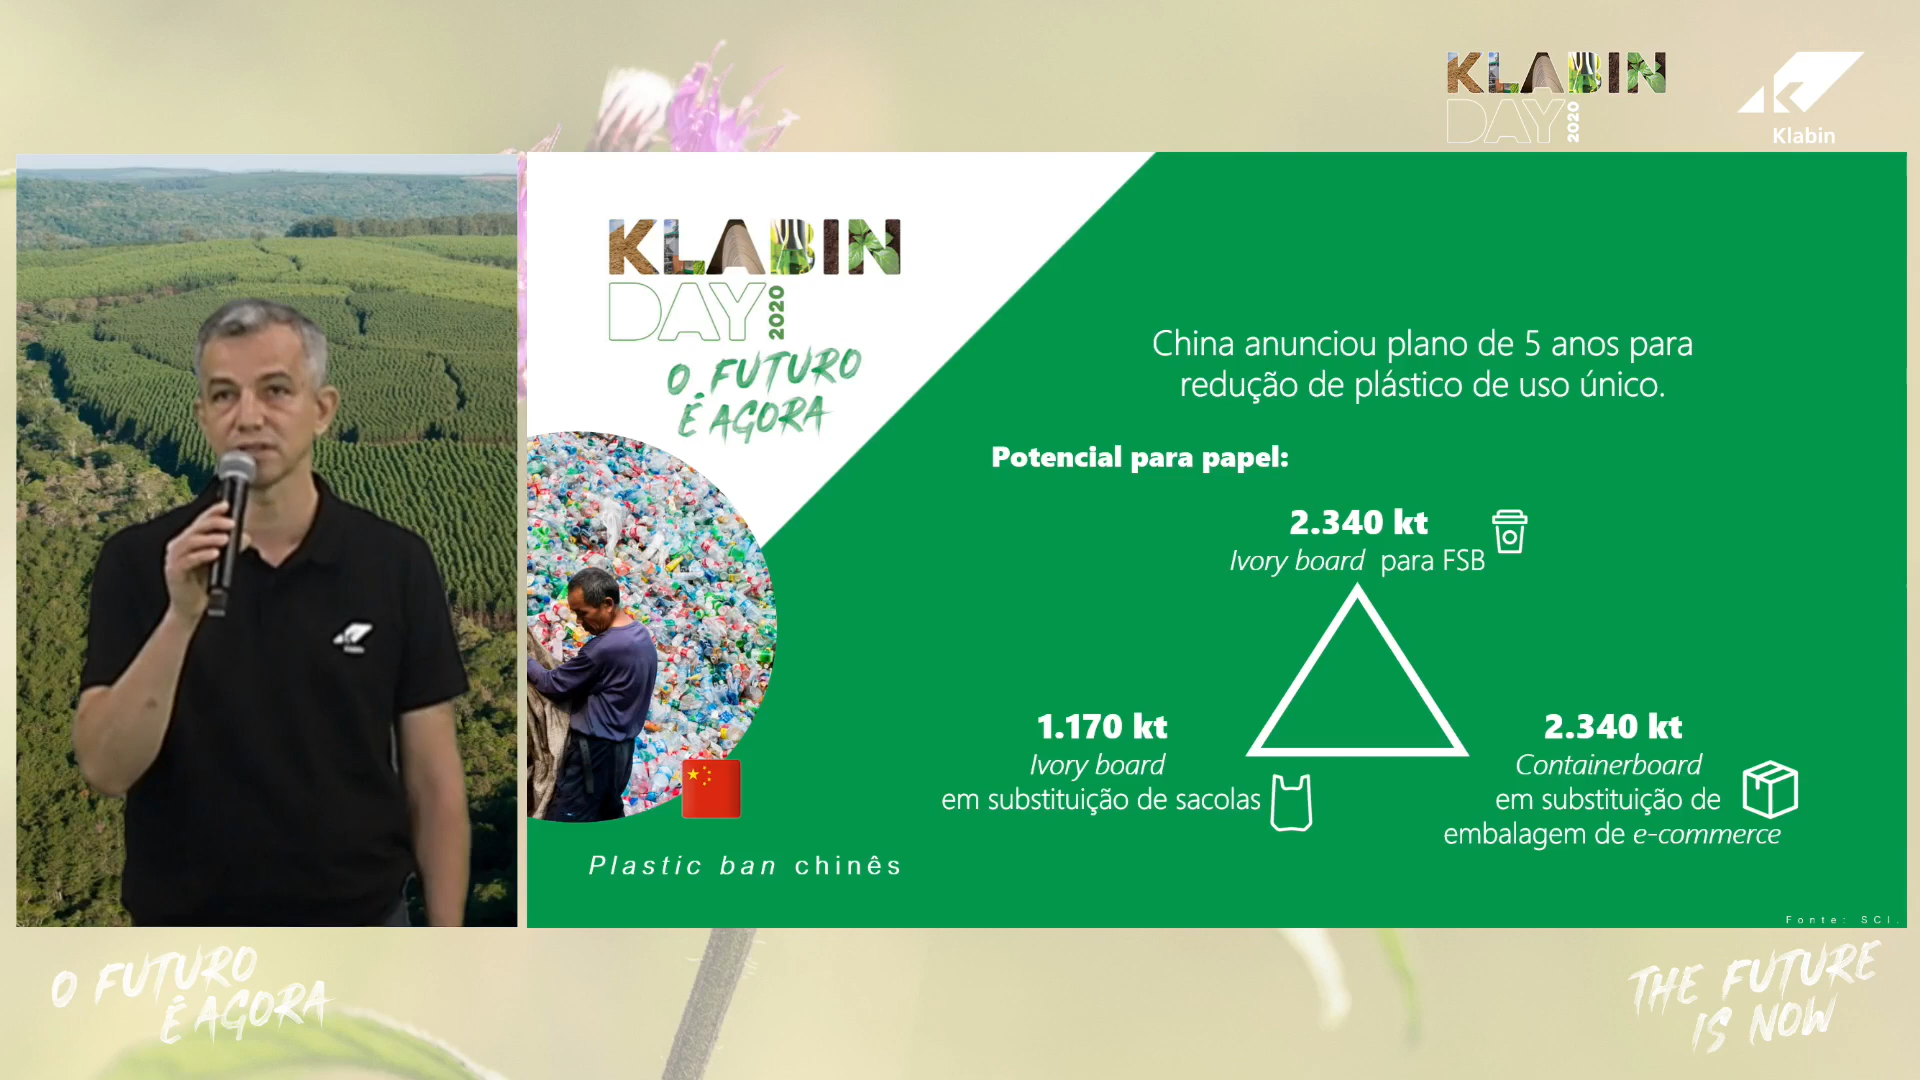 KLABIN
DAY 2020
Klabin
KLABIN
DAY 2020
O FUTURO
É AGORA
China anunciou plano de 5 anos para
redução de plástico de uso único.
Potencial para papel:
2.340 kt
Ivory board para FSB
1.170 kt
Ivory board
em substituição de sacolas
2.340 kt
Containerboard
em substituição de
embalagem de e-commerce
Plastic ban chinês
Fonte: SCI.
O FUTURO
É AGORA
THE FUTURE
IS NOW